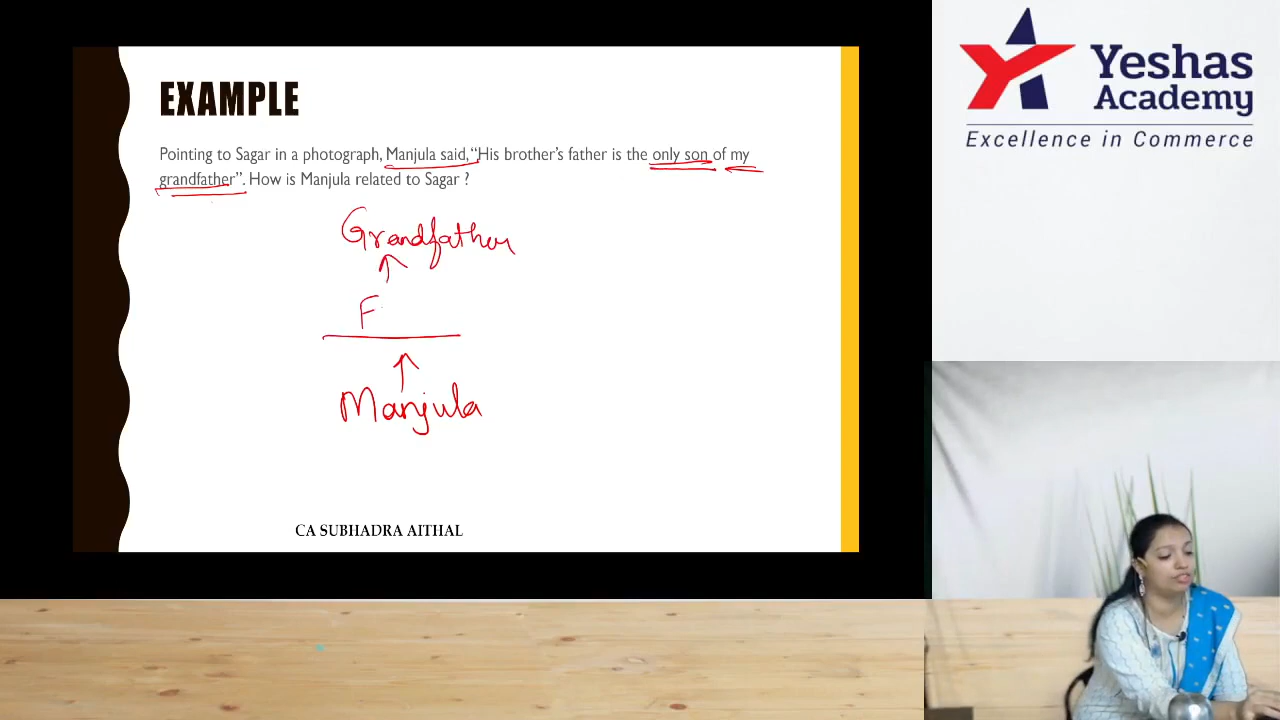 EXAMPLE
Pointing to Sagar in a photograph, Manjula said, “His brother’s father is the only son of my
grandfather”. How is Manjula related to Sagar ?
Grandfather
F
Manjula
CA SUBHADRA AITHAL
Yeshas
Academy
Excellence in Commerce